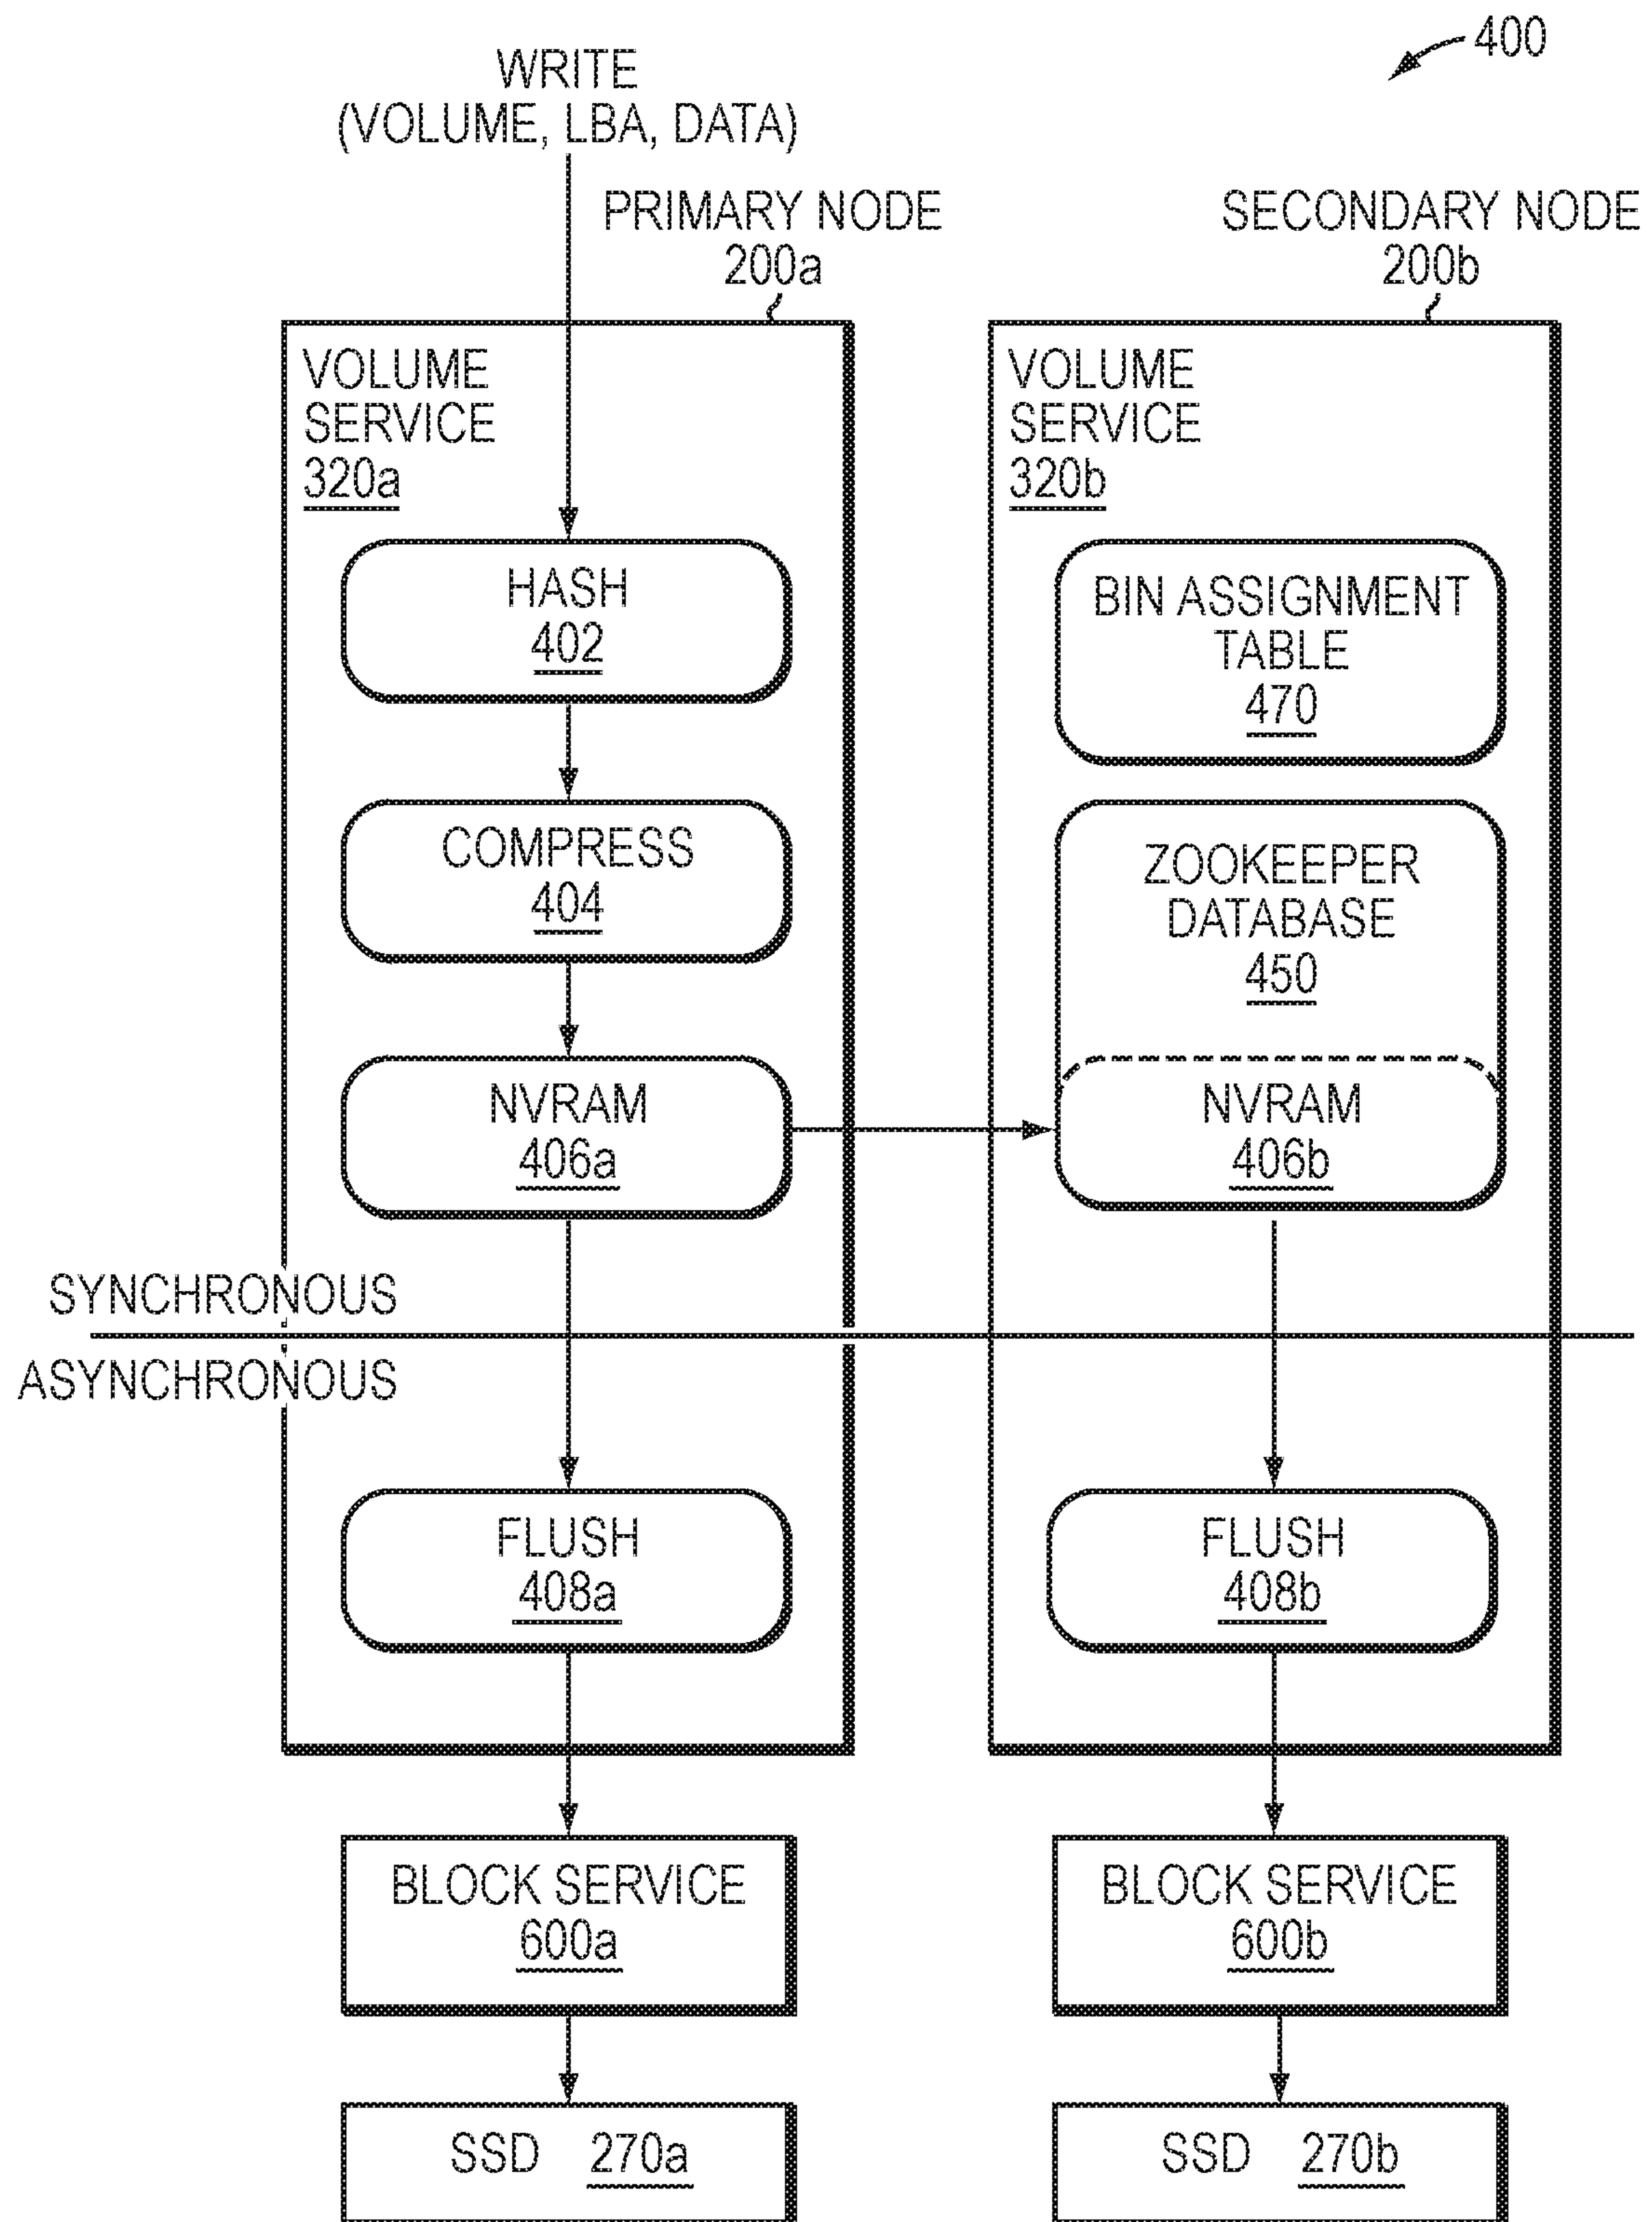 400
WRITE
(VOLUME, LBA, DATA)
PRIMARY NODE
200a
SECONDARY NODE
200b
VOLUME
SERVICE
320a
HASH
402
COMPRESS
404
NVRAM
406a
VOLUME
SERVICE
320b
BIN ASSIGNMENT
TABLE
470
ZOOKEEPER
DATABASE
450
NVRAM
406b
SYNCHRONOUS
ASYNCHRONOUS
FLUSH
408a
FLUSH
408b
BLOCK SERVICE
600a
BLOCK SERVICE
600b
SSD 270a
SSD 270b